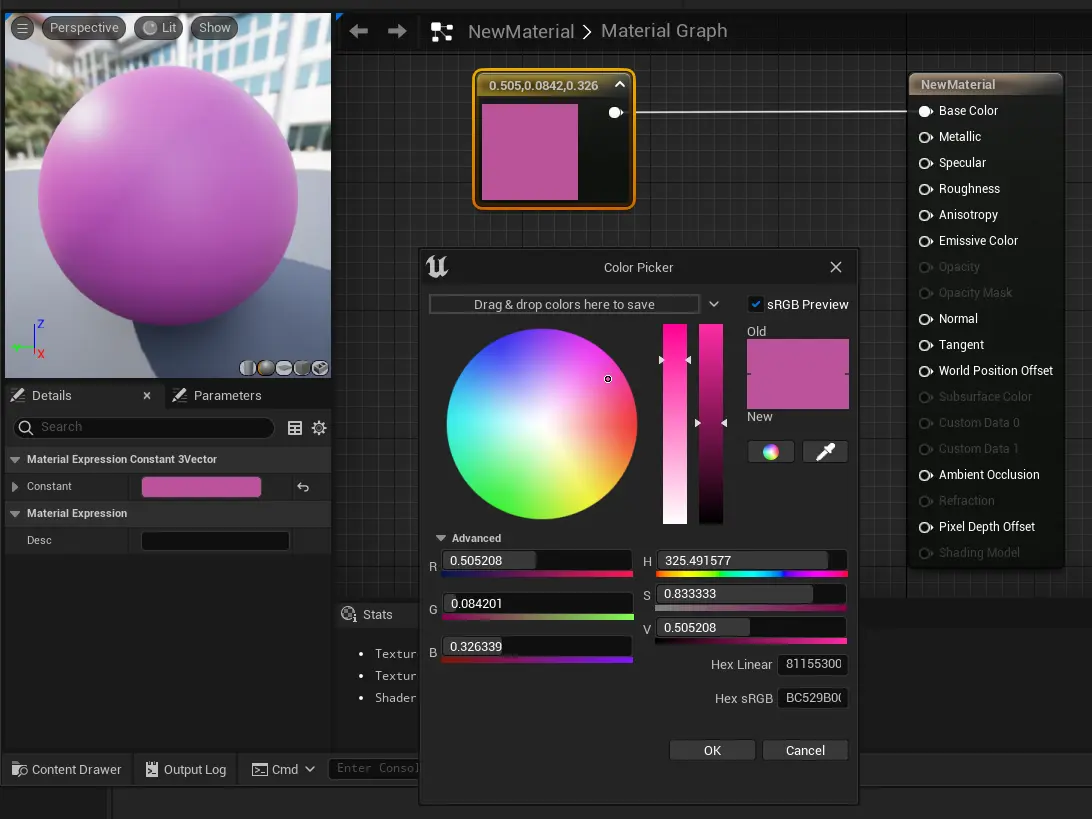 Perspective
Lit
Show
NewMaterial
Material Graph
0.505,0.0842,0.326
NewMaterial
Base Color
Metallic
Specular
Roughness
Anisotropy
Emissive Color
Opacity
Opacity Mask
Normal
Tangent
World Position Offset
Subsurface Color
Custom Data 0
Custom Data 1
Ambient Occlusion
Refraction
Pixel Depth Offset
Shading Model
Z
X
Details
Parameters
Search
Material Expression Constant 3Vector
Constant
Material Expression
Desc
Color Picker
Drag & drop colors here to save
sRGB Preview
Old
New
Advanced
R 0.505208
G 0.084201
B 0.326339
H 325.491577
S 0.833333
V 0.505208
Hex Linear 81155300
Hex sRGB BC529B0
OK
Cancel
Stats
Textur
Textur
Shader
Content Drawer
Output Log
Cmd
Enter Consol